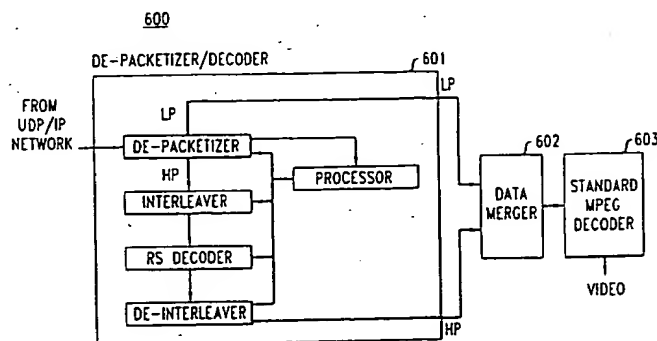 600
DE-PACKETIZER/DECODER
601
LP
FROM
UDP/IP
NETWORK
LP
DE-PACKETIZER
HP
PROCESSOR
INTERLEAVER
RS DECODER
DE-INTERLEAVER
HP
602
DATA
MERGER
603
STANDARD
MPEG
DECODER
VIDEO